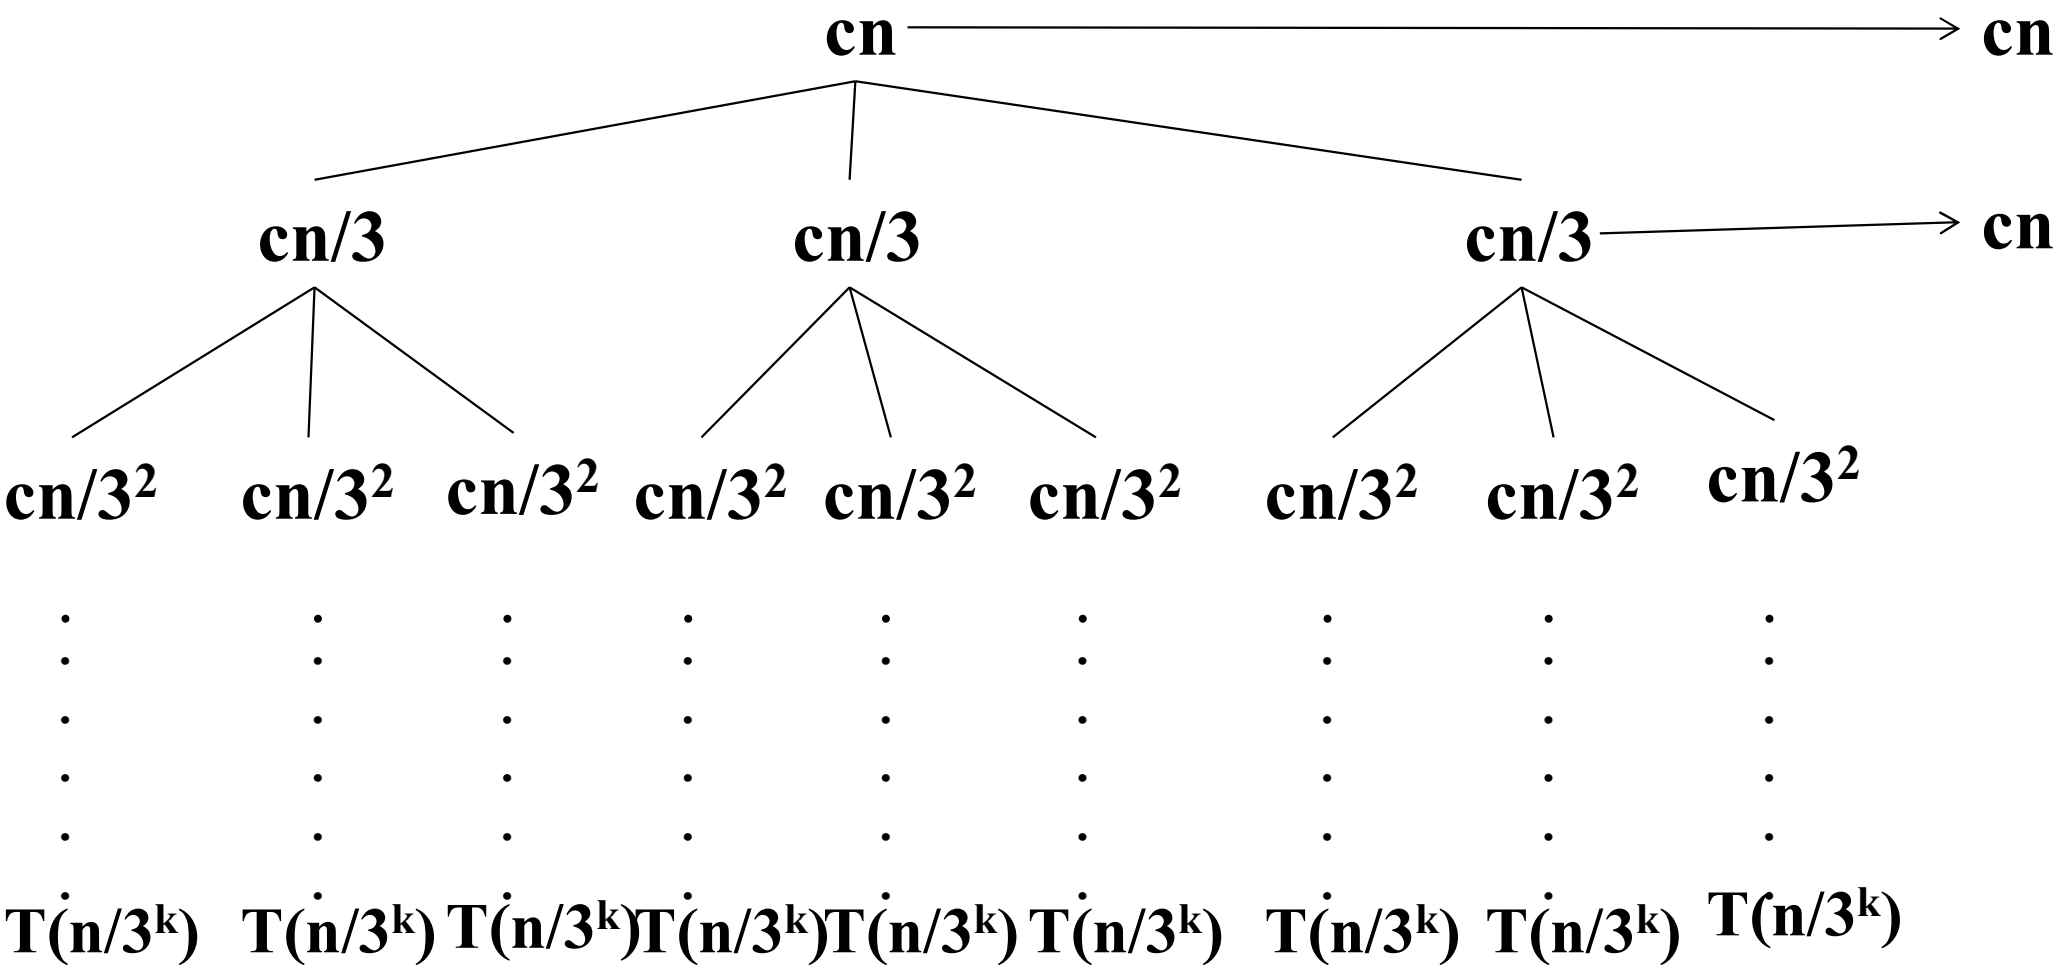 cn cn
cn/3 cn/3 cn/3 cn
cn/3² cn/3² cn/3² cn/3² cn/3² cn/3² cn/3² cn/3² cn/3²
. . . . . . . . .
. . . . . . . . .
. . . . . . . . .
. . . . . . . . .
. . . . . . . . .
. . . . . . . . .
T(n/3ᵏ) T(n/3ᵏ) T(n/3ᵏ) T(n/3ᵏ) T(n/3ᵏ) T(n/3ᵏ) T(n/3ᵏ) T(n/3ᵏ) T(n/3ᵏ)